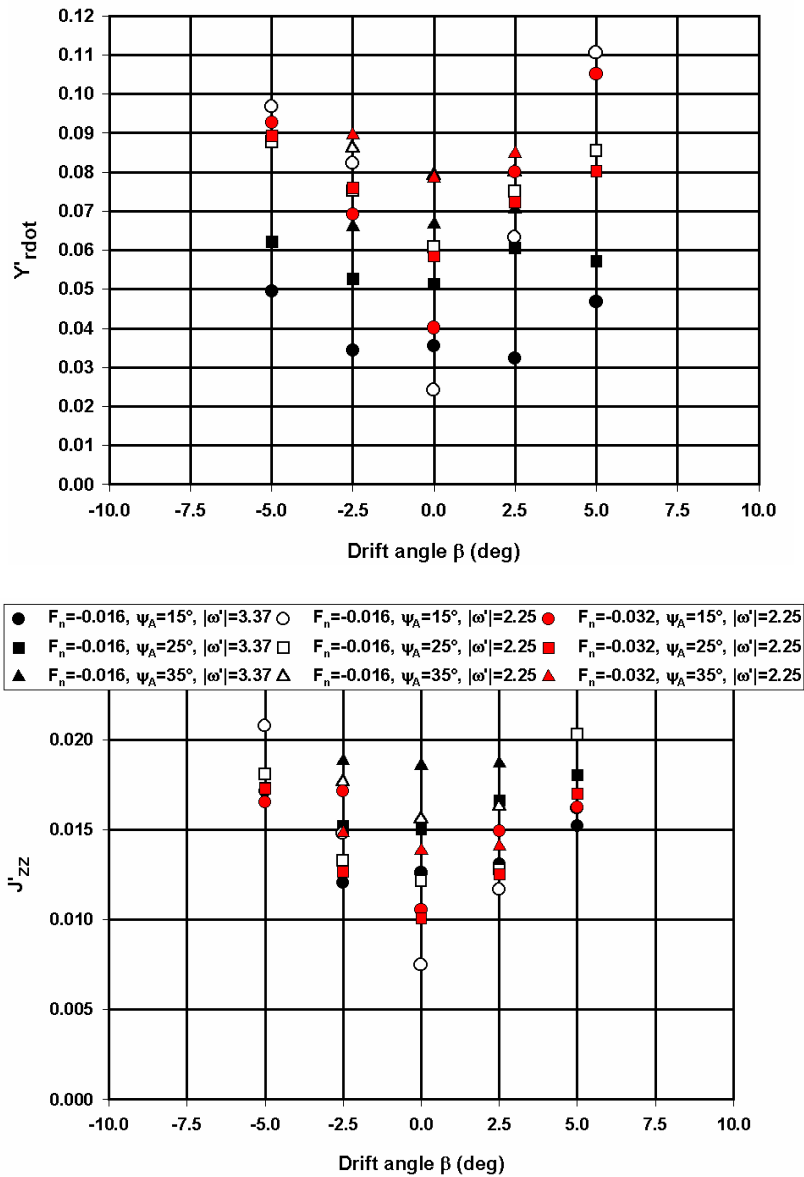 0.12
0.11
0.10
0.09
0.08
0.07
0.06
0.05
0.04
0.03
0.02
0.01
0.00
Y'rdot
-10.0 -7.5 -5.0 -2.5 0.0 2.5 5.0 7.5 10.0
Drift angle β (deg)
Fn=-0.016, ψA=15°, |ω'|=3.37 Fn=-0.016, ψA=15°, |ω'|=2.25 Fn=-0.032, ψA=15°, |ω'|=2.25
Fn=-0.016, ψA=25°, |ω'|=3.37 Fn=-0.016, ψA=25°, |ω'|=2.25 Fn=-0.032, ψA=25°, |ω'|=2.25
Fn=-0.016, ψA=35°, |ω'|=3.37 Fn=-0.016, ψA=35°, |ω'|=2.25 Fn=-0.032, ψA=35°, |ω'|=2.25
0.020
0.015
0.010
0.005
0.000
J'ZZ
-10.0 -7.5 -5.0 -2.5 0.0 2.5 5.0 7.5 10.0
Drift angle β (deg)